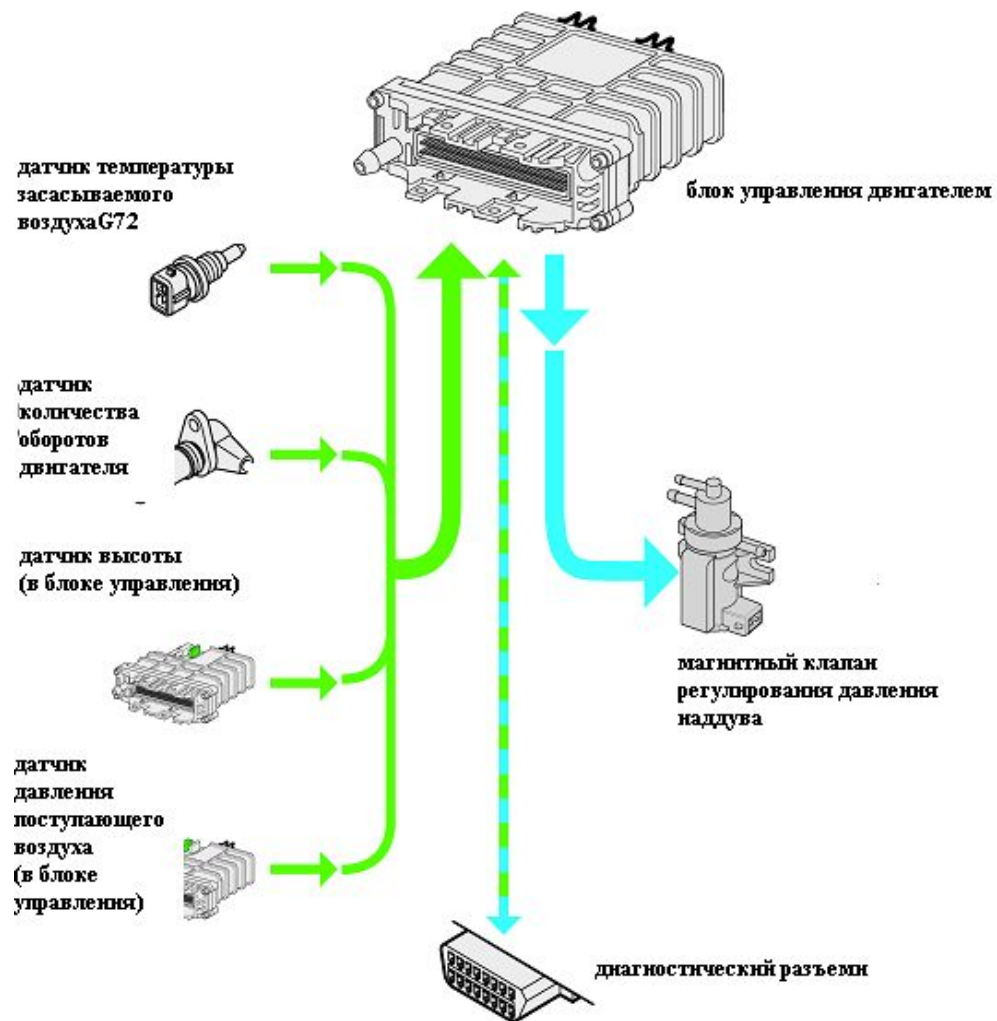 датчик температуры
засасываемого
воздухаG72
блок управления двигателем
датчик
количества
оборотов
двигателя
датчик высоты
(в блоке управления)
магнитный клапан
регулирования давления
наддува
датчик
давления
поступающего
воздуха
(в блоке
управления)
диагностический разъеми